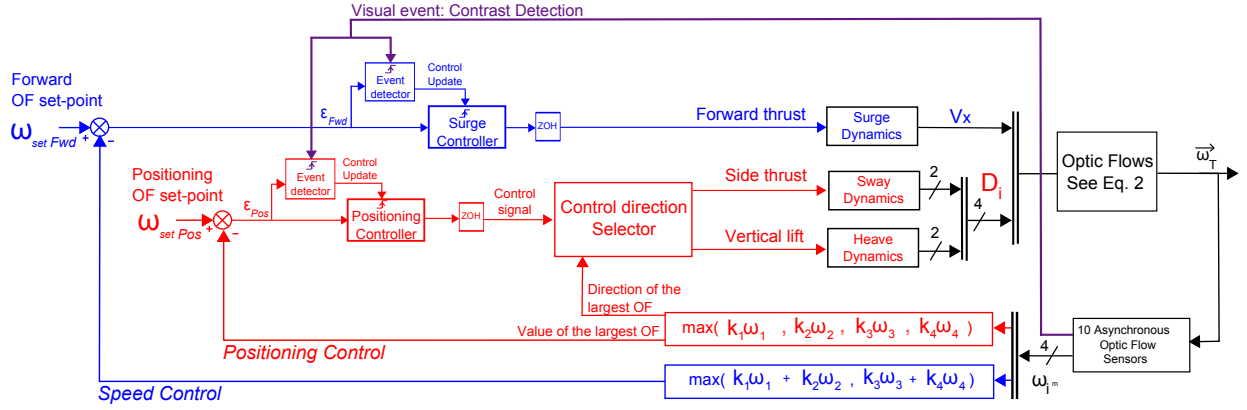 Visual event: Contrast Detection
Forward
OF set-point
ω set Fwd
+
−
ε Fwd
Event
detector
Control
Update
Surge
Controller
ZOH
Forward thrust
Surge
Dynamics
Vx
Positioning
OF set-point
ω set Pos
+
−
ε Pos
Event
detector
Control
Update
Positioning
Controller
ZOH
Control
signal
Control direction
Selector
Side thrust
Sway
Dynamics
2
Vertical lift
Heave
Dynamics
2
D i
4
Optic Flows
See Eq. 2
ω T
Direction of the
largest OF
Value of the largest OF
max( k1ω1 , k2ω2 , k3ω3 , k4ω4 )
Positioning Control
10 Asynchronous
Optic Flow
Sensors
4
ω i m
max( k1ω1 + k2ω2 , k3ω3 + k4ω4 )
Speed Control